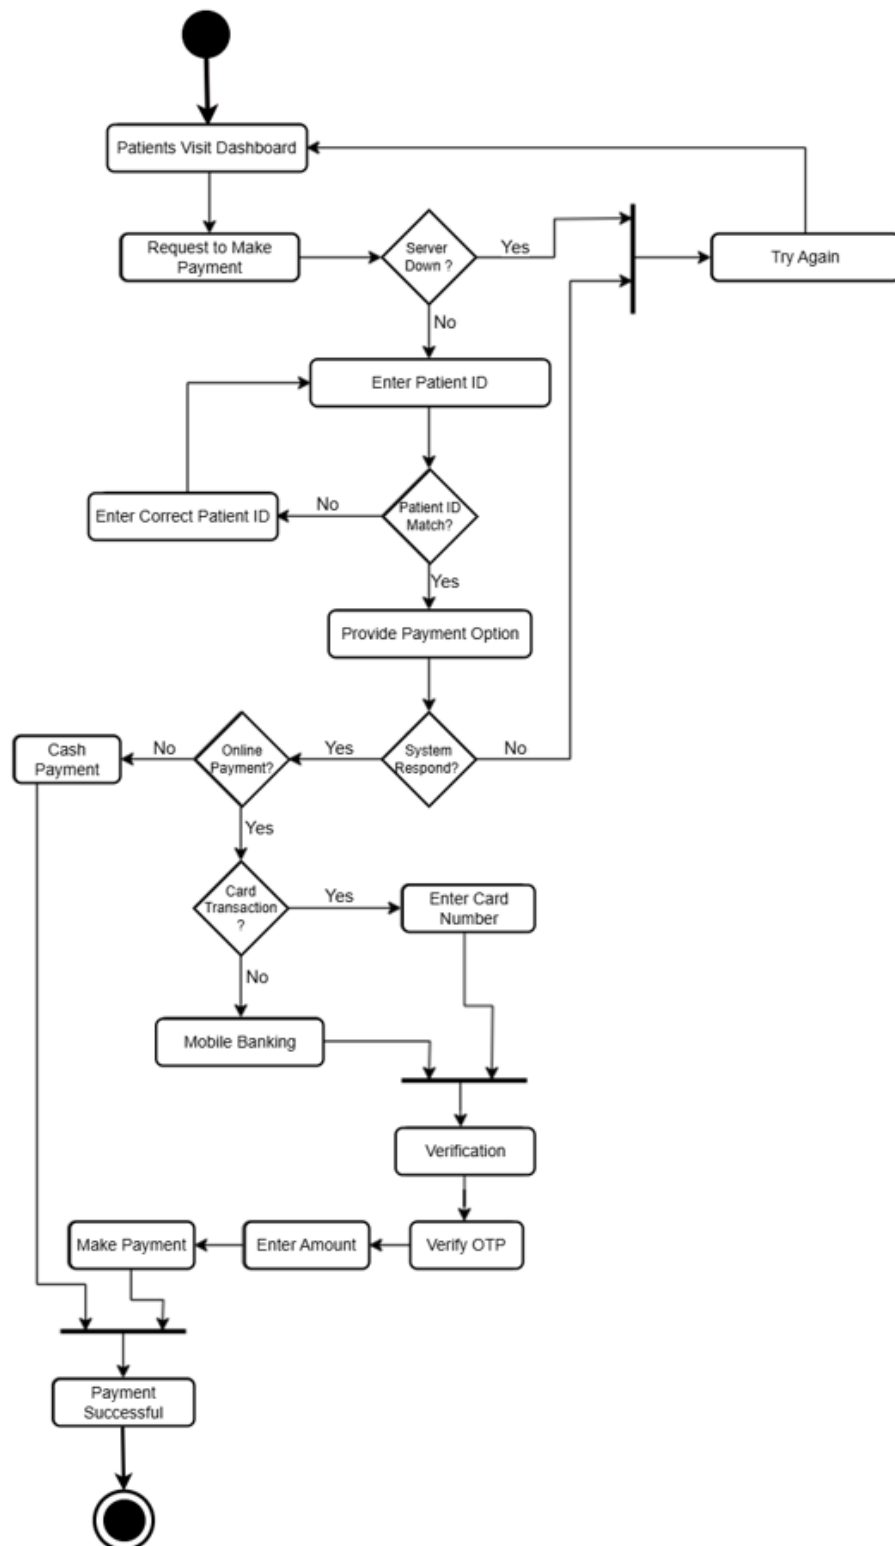 Patients Visit Dashboard
Request to Make
Payment
Server
Down ?
Yes
Try Again
No
Enter Patient ID
Enter Correct Patient ID
No
Patient ID
Match?
Yes
Provide Payment Option
Cash
Payment
No
Online
Payment?
Yes
System
Respond?
No
Yes
Card
Transaction
?
Yes
Enter Card
Number
No
Mobile Banking
Verification
Make Payment
Enter Amount
Verify OTP
Payment
Successful